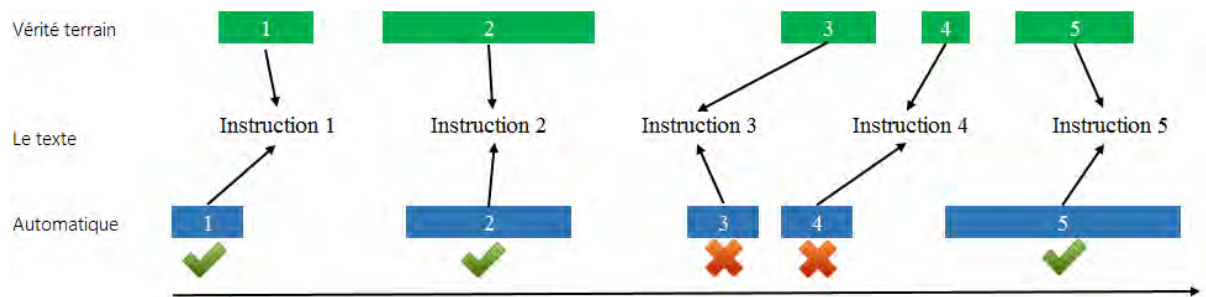 Vérité terrain 1 2 3 4 5
Le texte Instruction 1 Instruction 2 Instruction 3 Instruction 4 Instruction 5
Automatique 1 2 3 4 5